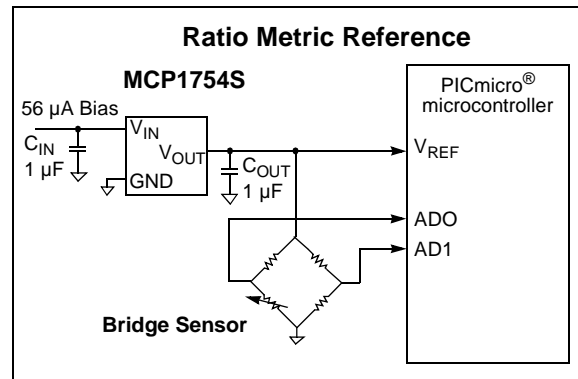 Ratio Metric Reference
MCP1754S
PICmicro®
microcontroller
56 µA Bias
CIN
1 µF
VIN
VOUT
GND
COUT
1 µF
VREF
ADO
AD1
Bridge Sensor